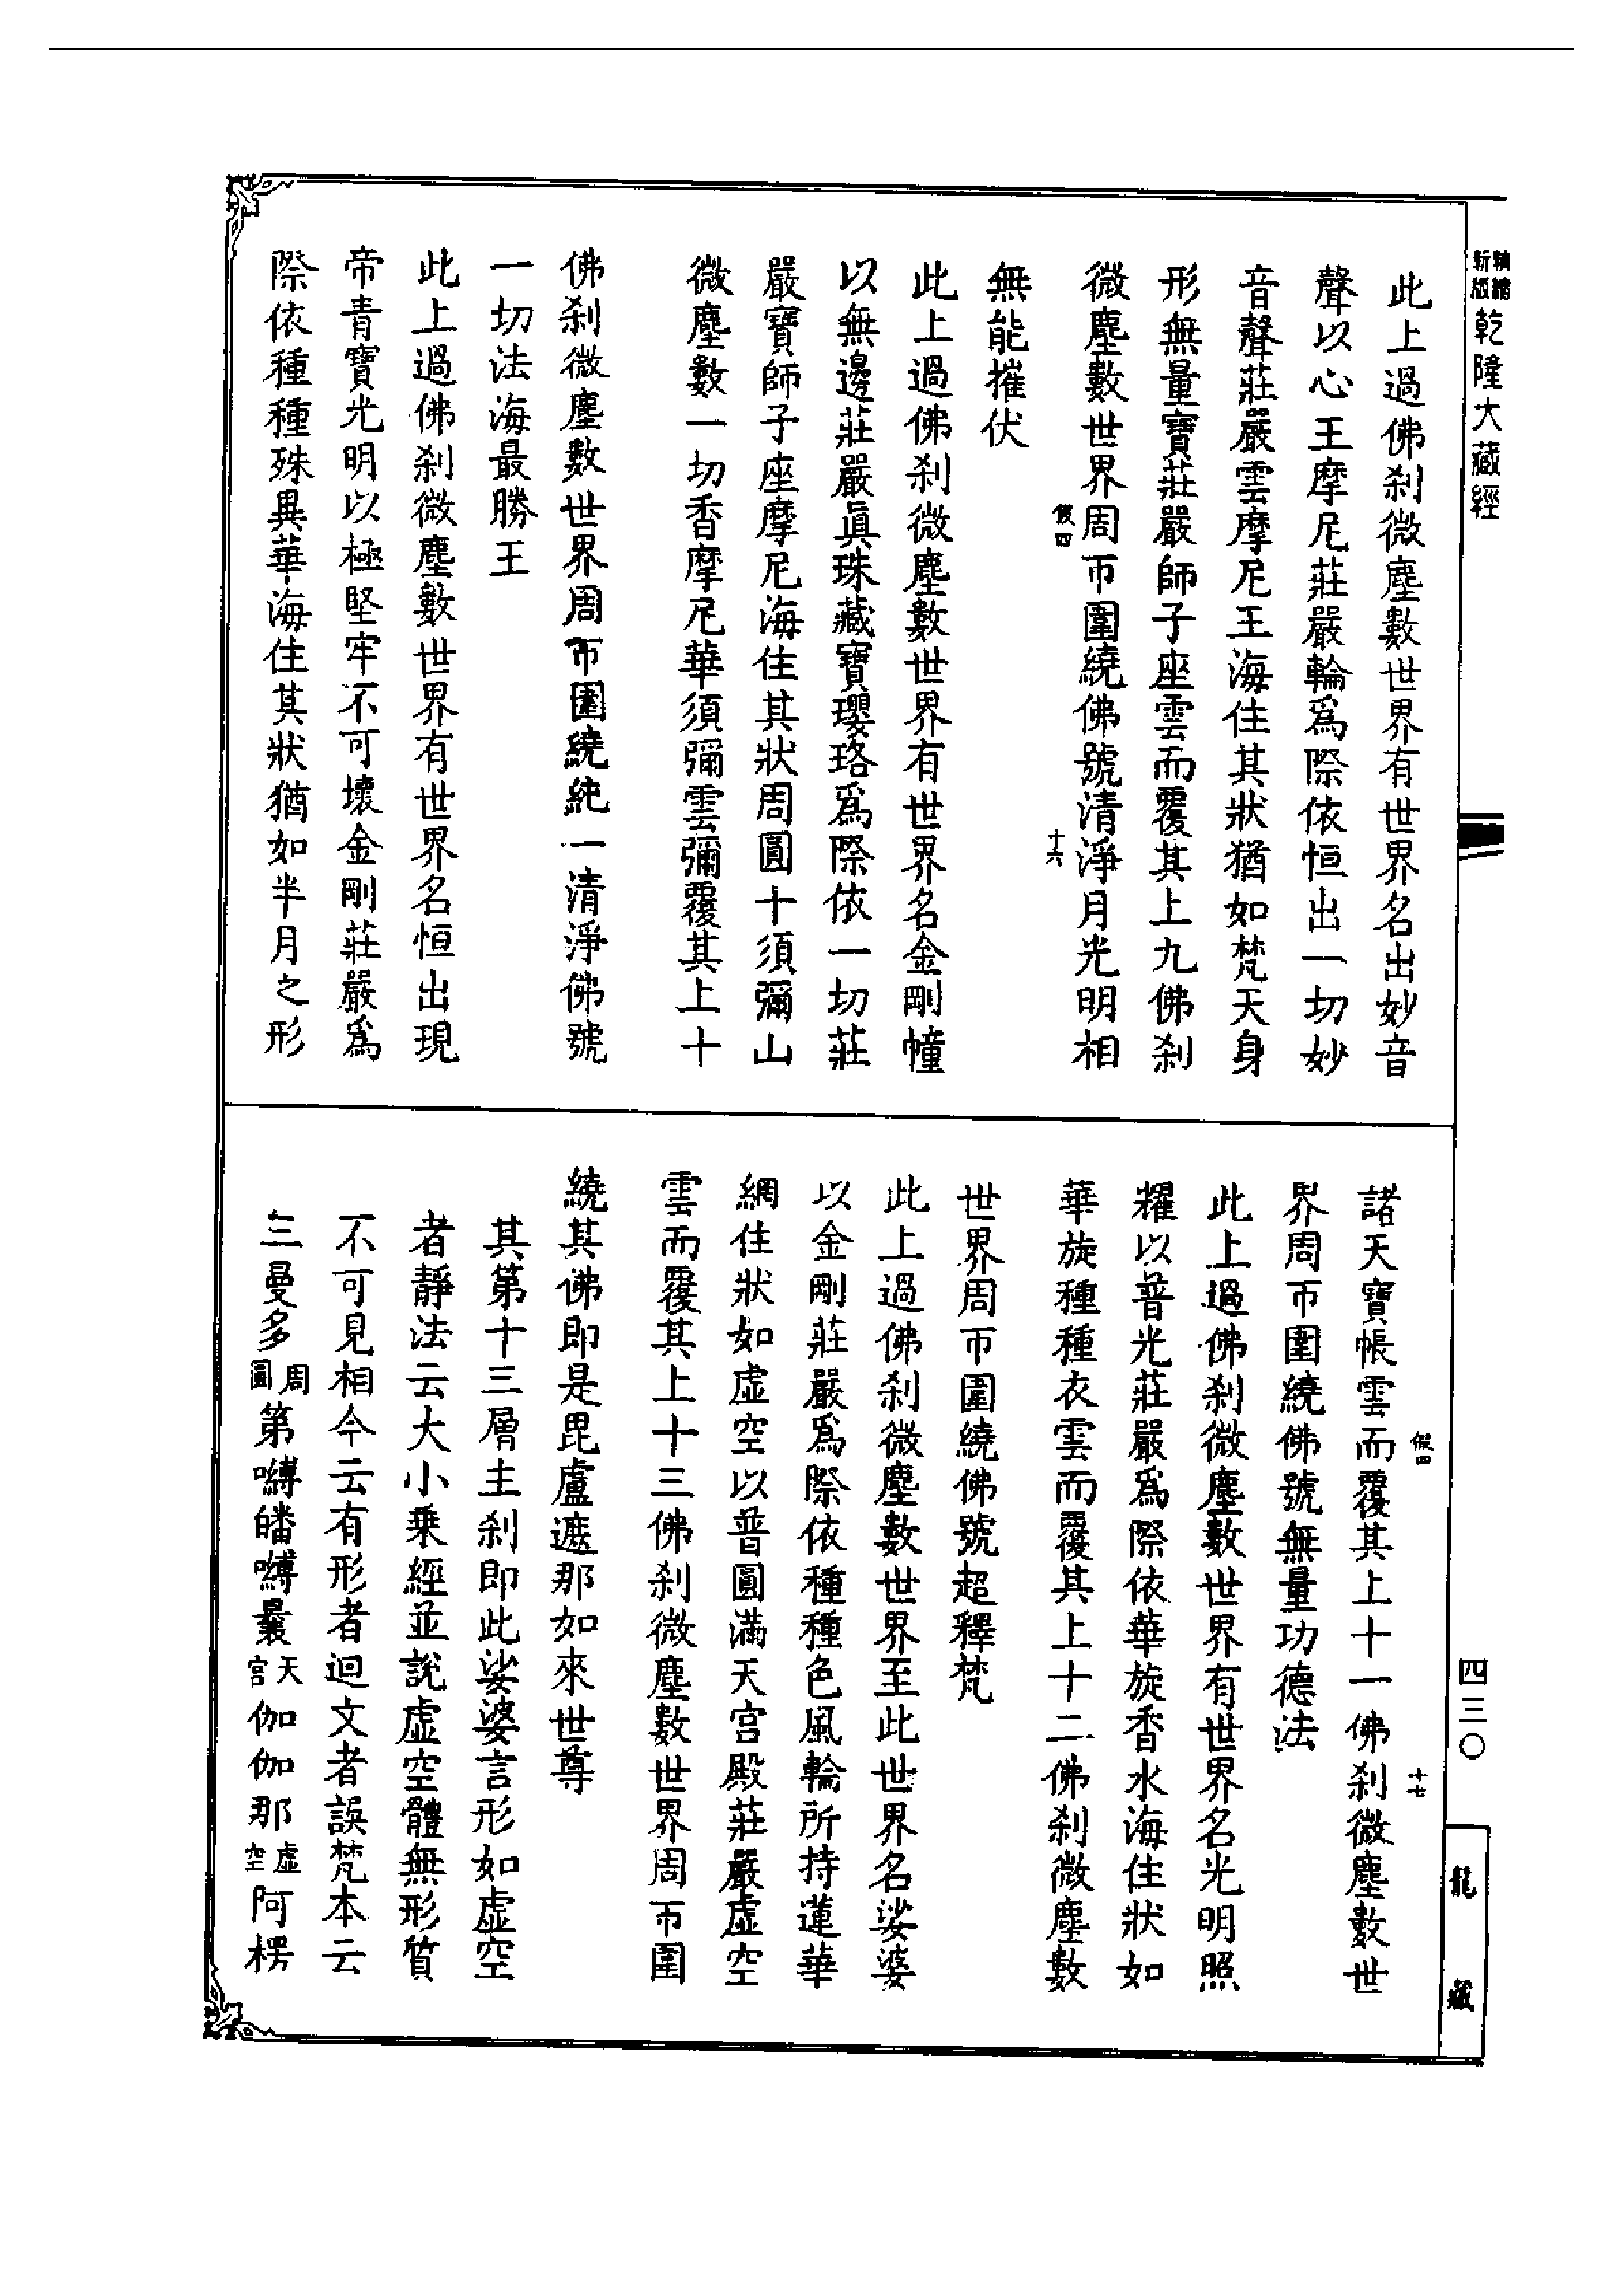 精繕新版乾隆大藏經
此上過佛刹微塵數世界有世界名出妙音
聲以心王摩尼莊嚴輪爲際依恒出一切妙
音聲莊嚴雲摩尼王海住其狀猶如梵天身
形無量寶莊嚴師子座雲而覆其上九佛刹
微塵數世界周帀圍繞佛號清淨月光明相
假四
十六
無能摧伏
此上過佛刹微塵數世界有世界名金剛幢
以無邊莊嚴眞珠藏寶瓔珞爲際依一切莊
嚴寶師子座摩尼海住其狀周圓十須彌山
微塵數一切香摩尼華須彌雲彌覆其上十
佛刹微塵數世界周帀圍繞純一清淨佛號
一切法海最勝王
此上過佛刹微塵數世界有世界名恒出現
帝青寶光明以極堅牢不可壞金剛莊嚴爲
際依種種殊異華海住其狀猶如半月之形
假四
十七
諸天寶帳雲而覆其上十一佛刹微塵數世
界周帀圍繞佛號無量功德法
此上過佛刹微塵數世界有世界名光明照
耀以普光莊嚴爲際依華旋香水海住狀如
華旋種種衣雲而覆其上十二佛刹微塵數
世界周帀圍繞佛號超釋梵
此上過佛刹微塵數世界至此世界名娑婆
以金剛莊嚴爲際依種種色風輪所持蓮華
網住狀如虛空以普圓滿天宮殿莊嚴虛空
雲而覆其上十三佛刹微塵數世界周帀圍
繞其佛即是毘盧遮那如來世尊
其第十三層主刹即此娑婆言形如虛空
者靜法云大小乗經並說虛空體無形質
不可見相今云有形者迴文者誤梵本云
三曼多周圓第嚩皤嚩曩天宮伽伽那虛空阿楞
四三〇
龍藏